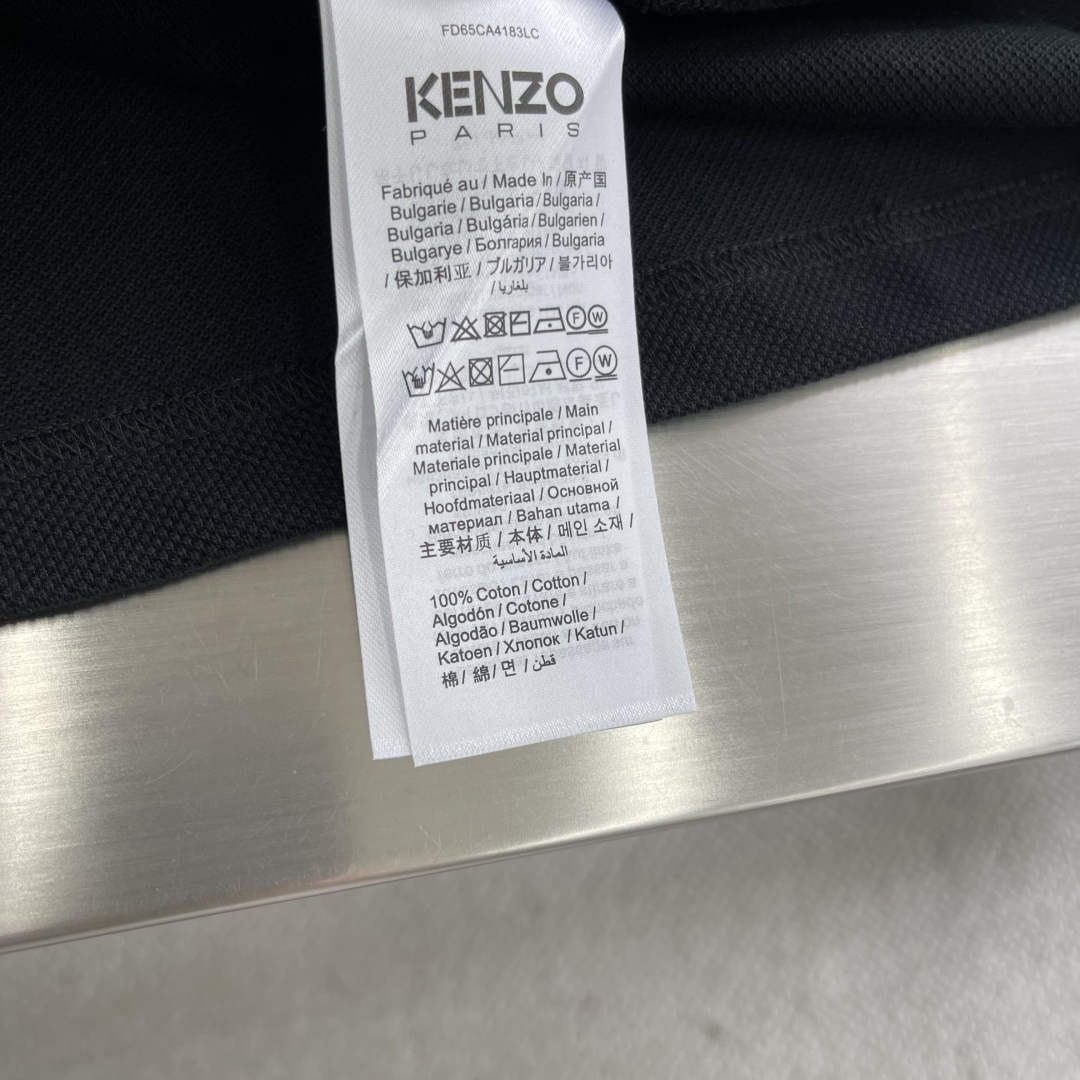 FD65CA4183LC
KENZO
PARIS
Fabriqué au / Made In / 原产国
Bulgarie / Bulgaria / Bulgaria /
Bulgaria / Bulgária / Bulgarien /
Bulgarye / Болгария / Bulgaria
/ 保加利亚 / ブルガリア / 불가리아
/ بلغاريا
F W
F W
Matière principale / Main
material / Material principal /
Materiale principale / Material
principal / Hauptmaterial /
Hoofdmateriaal / Основной
материал / Bahan utama /
主要材质 / 本体 / 메인 소재 /
المادة الأساسية
100% Coton / Cotton /
Algodón / Cotone /
Algodão / Baumwolle /
Katoen / Хлопок / Katun /
棉 / 綿 / 면 / قطن